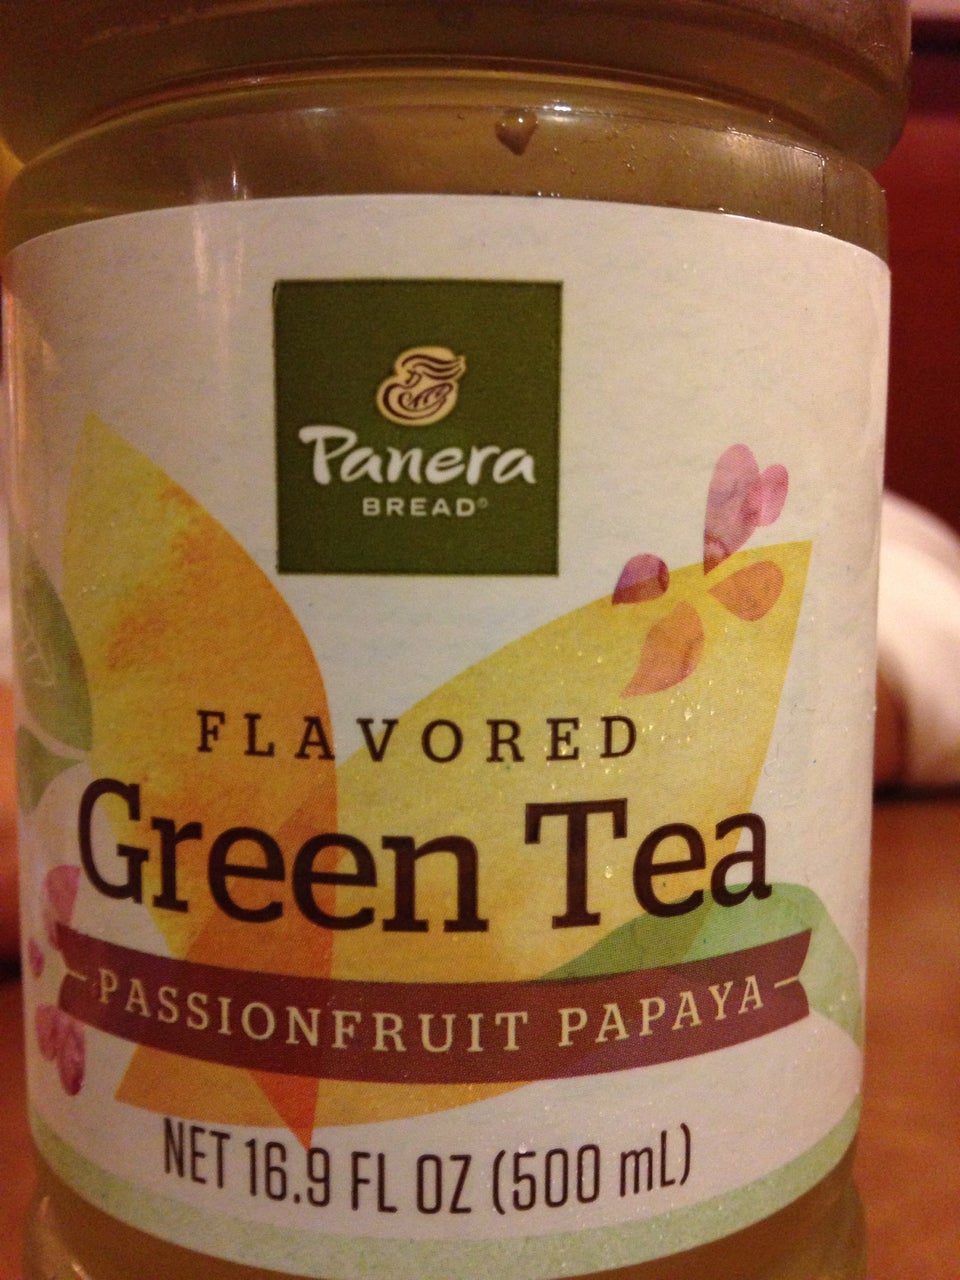 Panera
BREAD®
FLAVORED
Green Tea
PASSIONFRUIT PAPAYA
NET 16.9 FL OZ (500 mL)